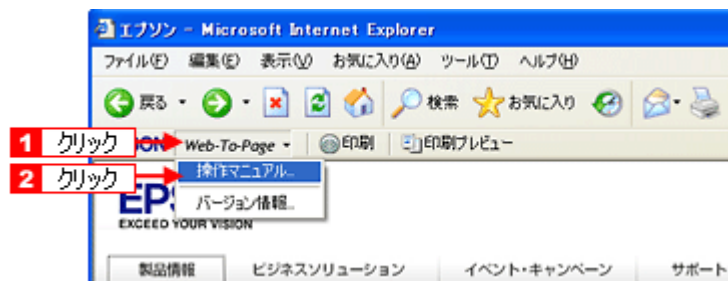 エプソン - Microsoft Internet Explorer
ファイル(F) 編集(E) 表示(V) お気に入り(A) ツール(T) ヘルプ(H)
戻る 検索 お気に入り
1 クリック ON Web-To-Page 印刷 印刷プレビュー
2 クリック 操作マニュアル...
バージョン情報...
EPS
EXCEED YOUR VISION
製品情報 ビジネスソリューション イベント・キャンペーン サポート